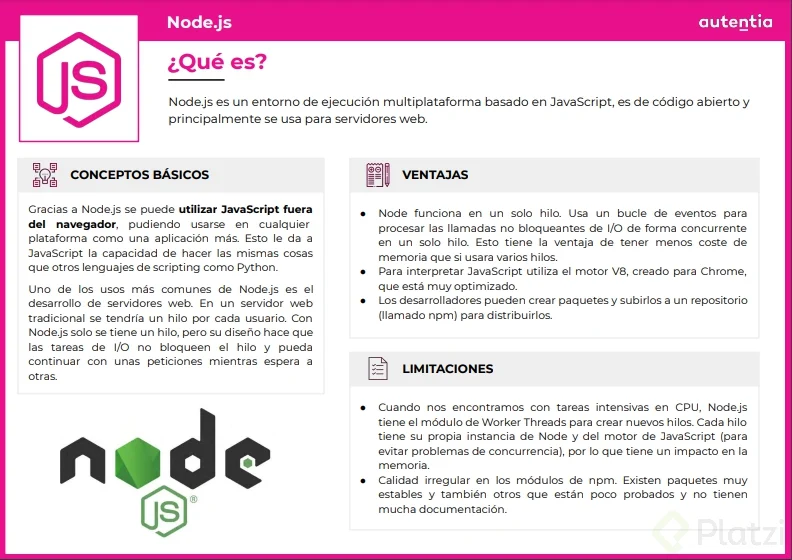 Node.js
autentia
JS
¿Qué es?
Node.js es un entorno de ejecución multiplataforma basado en JavaScript, es de código abierto y
principalmente se usa para servidores web.
CONCEPTOS BÁSICOS
Gracias a Node.js se puede utilizar JavaScript fuera
del navegador, pudiendo usarse en cualquier
plataforma como una aplicación más. Esto le da a
JavaScript la capacidad de hacer las mismas cosas
que otros lenguajes de scripting como Python.
Uno de los usos más comunes de Node.js es el
desarrollo de servidores web. En un servidor web
tradicional se tendría un hilo por cada usuario. Con
Node.js solo se tiene un hilo, pero su diseño hace que
las tareas de I/O no bloqueen el hilo y pueda
continuar con unas peticiones mientras espera a
otras.
node
JS®
VENTAJAS
● Node funciona en un solo hilo. Usa un bucle de eventos para
procesar las llamadas no bloqueantes de I/O de forma concurrente
en un solo hilo. Esto tiene la ventaja de tener menos coste de
memoria que si usara varios hilos.
● Para interpretar JavaScript utiliza el motor V8, creado para Chrome,
que está muy optimizado.
● Los desarrolladores pueden crear paquetes y subirlos a un repositorio
(llamado npm) para distribuirlos.
LIMITACIONES
● Cuando nos encontramos con tareas intensivas en CPU, Node.js
tiene el módulo de Worker Threads para crear nuevos hilos. Cada hilo
tiene su propia instancia de Node y del motor de JavaScript (para
evitar problemas de concurrencia), por lo que tiene un impacto en la
memoria.
● Calidad irregular en los módulos de npm. Existen paquetes muy
estables y también otros que están poco probados y no tienen
mucha documentación.
Platzi